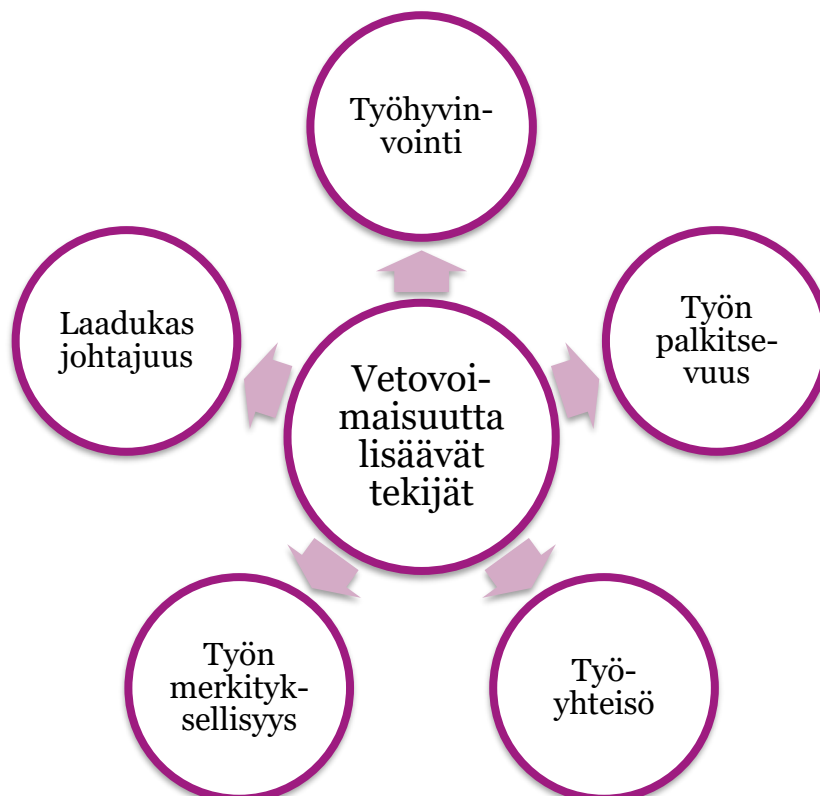 Työhyvin-
vointi
Työn
palkitse-
vuus
Työ-
yhteisö
Työn
merkityk-
sellisyys
Laadukas
johtajuus
Vetovoi-
maisuutta
lisäävät
tekijät